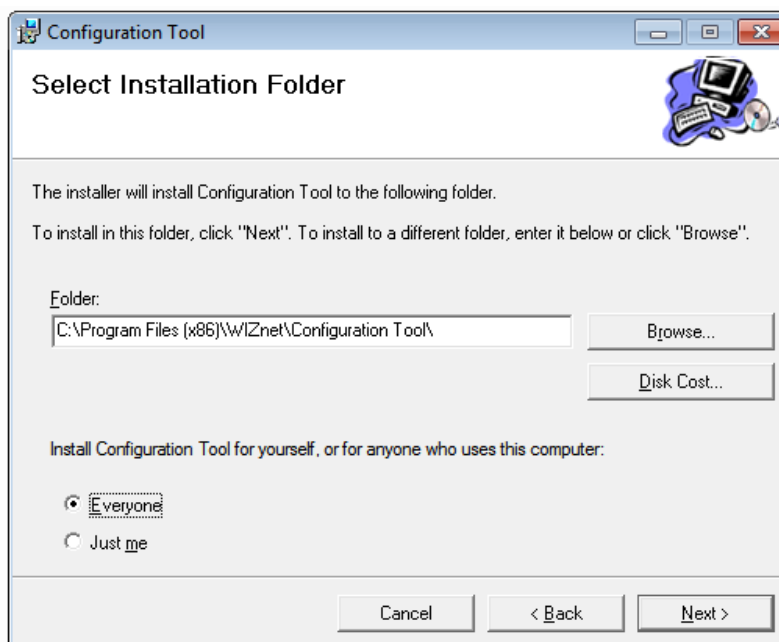 Configuration Tool
Select Installation Folder
The installer will install Configuration Tool to the following folder.
To install in this folder, click "Next". To install to a different folder, enter it below or click "Browse".
Folder:
C:\Program Files (x86)\WIZnet\Configuration Tool\
Browse...
Disk Cost...
Install Configuration Tool for yourself, or for anyone who uses this computer:
Everyone
Just me
Cancel
< Back
Next >